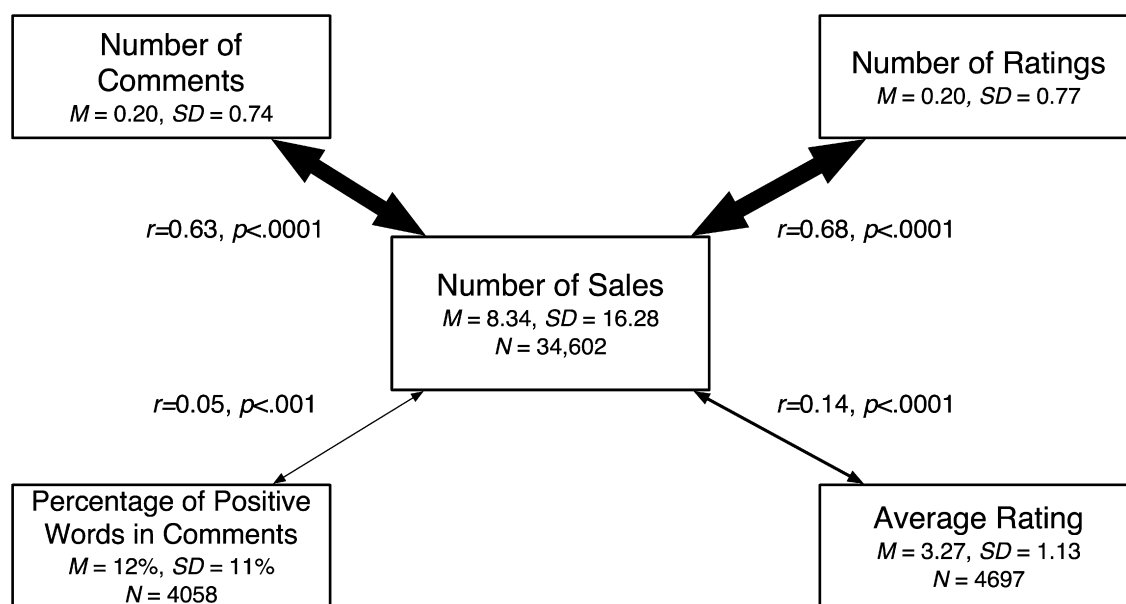 Number of
Comments
M = 0.20, SD = 0.74
Number of Ratings
M = 0.20, SD = 0.77
r=0.63, p<.0001
r=0.68, p<.0001
Number of Sales
M = 8.34, SD = 16.28
N = 34,602
r=0.05, p<.001
r=0.14, p<.0001
Percentage of Positive
Words in Comments
M = 12%, SD = 11%
N = 4058
Average Rating
M = 3.27, SD = 1.13
N = 4697